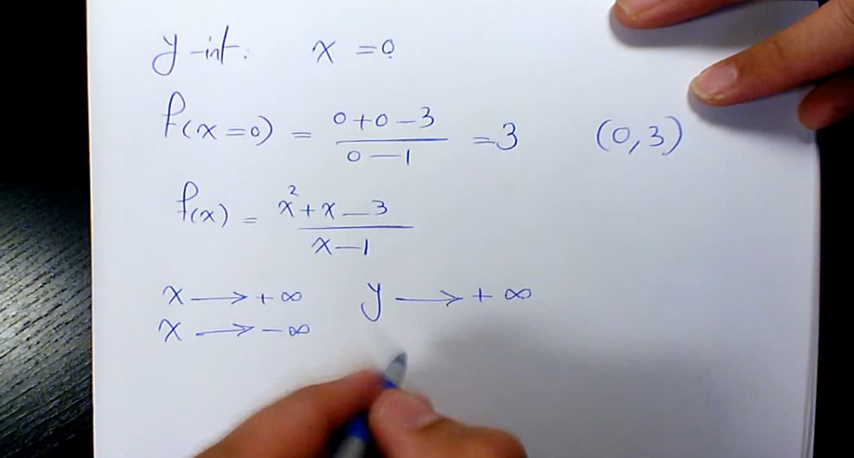 y-int: x = 0
f(x=0) = (0+0-3)/(0-1) = 3 (0,3)
f(x) = (x²+x-3)/(x-1)
x → +∞ y → +∞
x → -∞